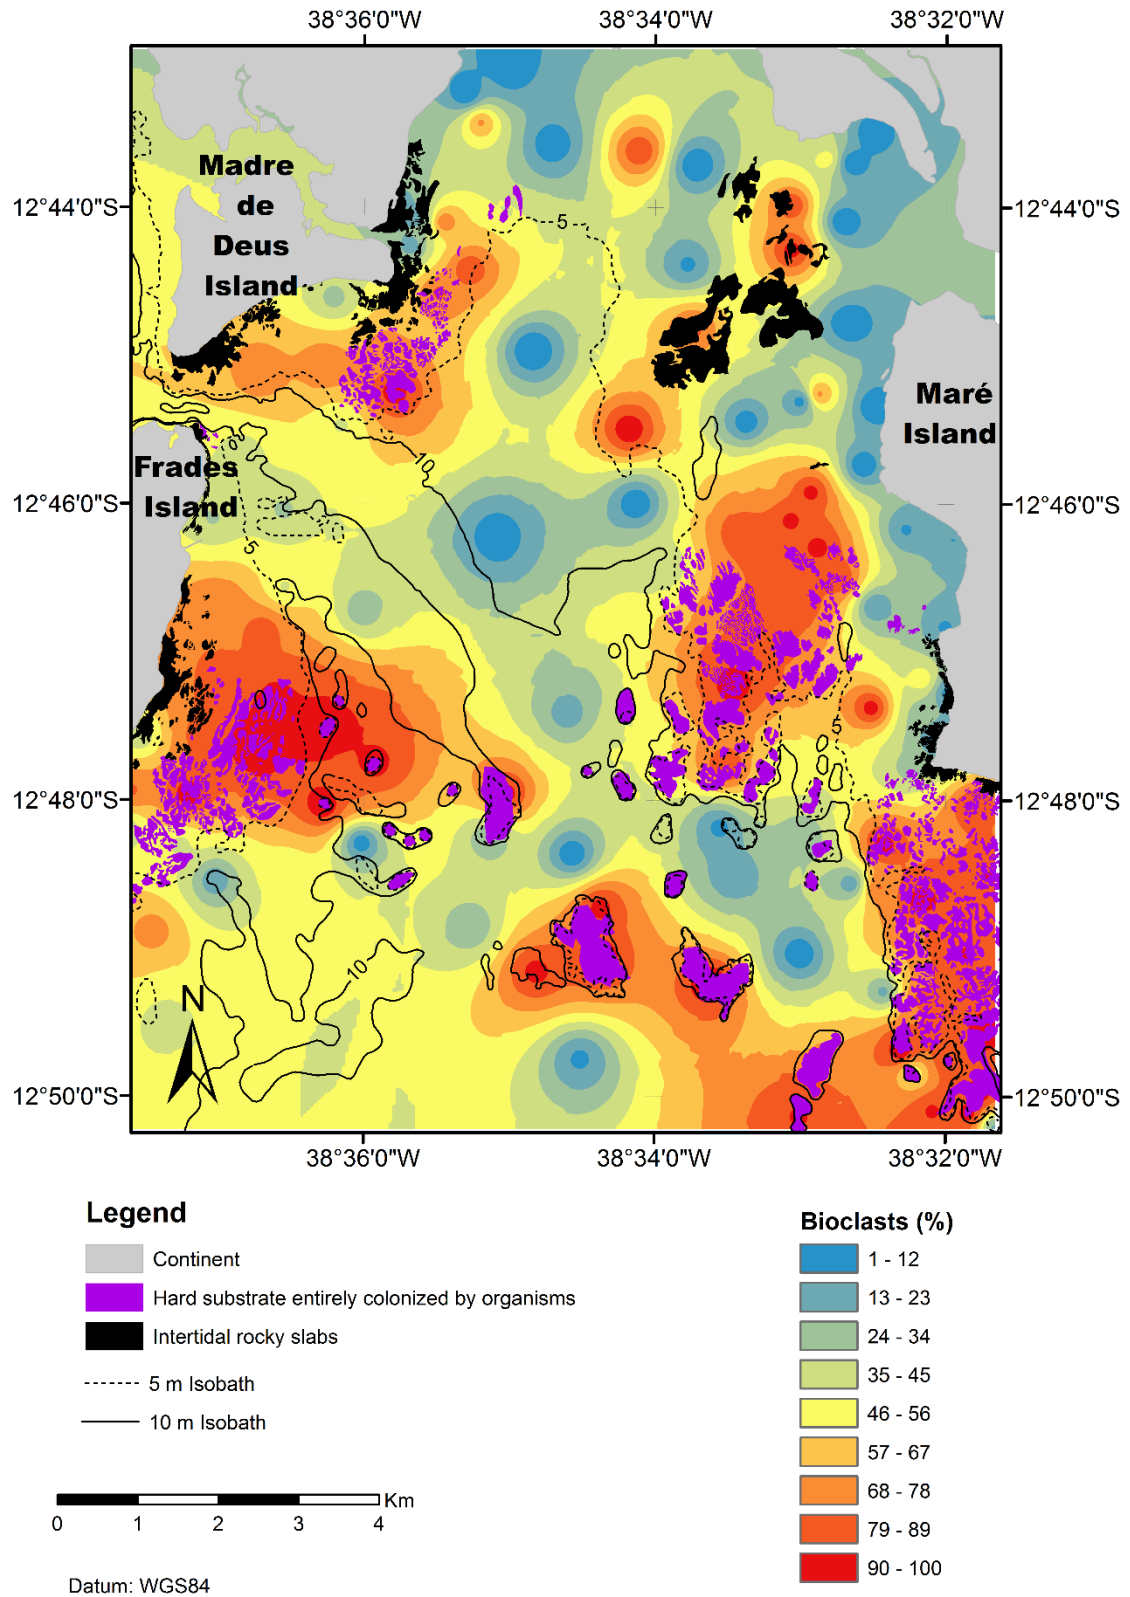 38°36'0"W 38°34'0"W 38°32'0"W
Madre
de
Deus
Island
12°44'0"S
12°44'0"S
5
Maré
Island
10
Frades
Island
12°46'0"S
12°46'0"S
5
5
12°48'0"S
12°48'0"S
10
N
12°50'0"S
12°50'0"S
38°36'0"W 38°34'0"W 38°32'0"W
Legend
Continent
Hard substrate entirely colonized by organisms
Intertidal rocky slabs
5 m Isobath
10 m Isobath
Km
0 1 2 3 4
Datum: WGS84
Bioclasts (%)
1 - 12
13 - 23
24 - 34
35 - 45
46 - 56
57 - 67
68 - 78
79 - 89
90 - 100